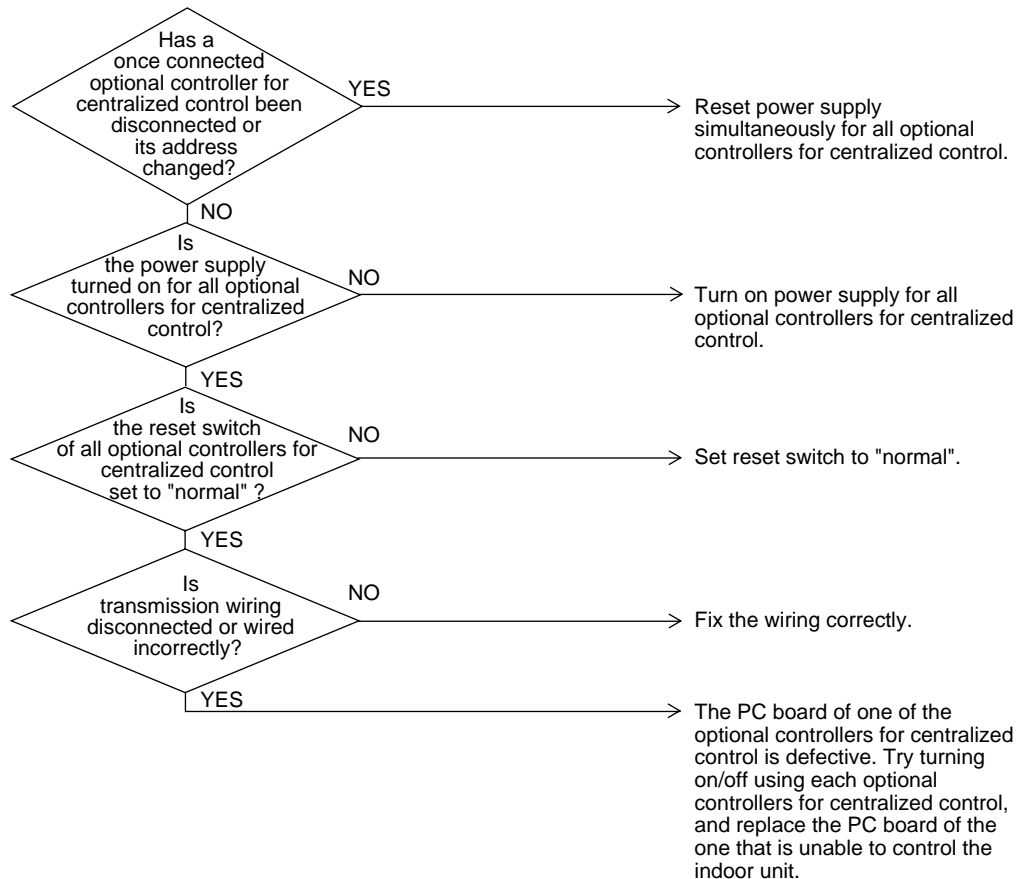 Has a
once connected
optional controller for
centralized control been
disconnected or
its address
changed?
YES
Reset power supply
simultaneously for all optional
controllers for centralized control.
NO
Is
the power supply
turned on for all optional
controllers for centralized
control?
NO
Turn on power supply for all
optional controllers for centralized
control.
YES
Is
the reset switch
of all optional controllers for
centralized control
set to "normal" ?
NO
Set reset switch to "normal".
YES
Is
transmission wiring
disconnected or wired
incorrectly?
NO
Fix the wiring correctly.
YES
The PC board of one of the
optional controllers for centralized
control is defective. Try turning
on/off using each optional
controllers for centralized control,
and replace the PC board of the
one that is unable to control the
indoor unit.